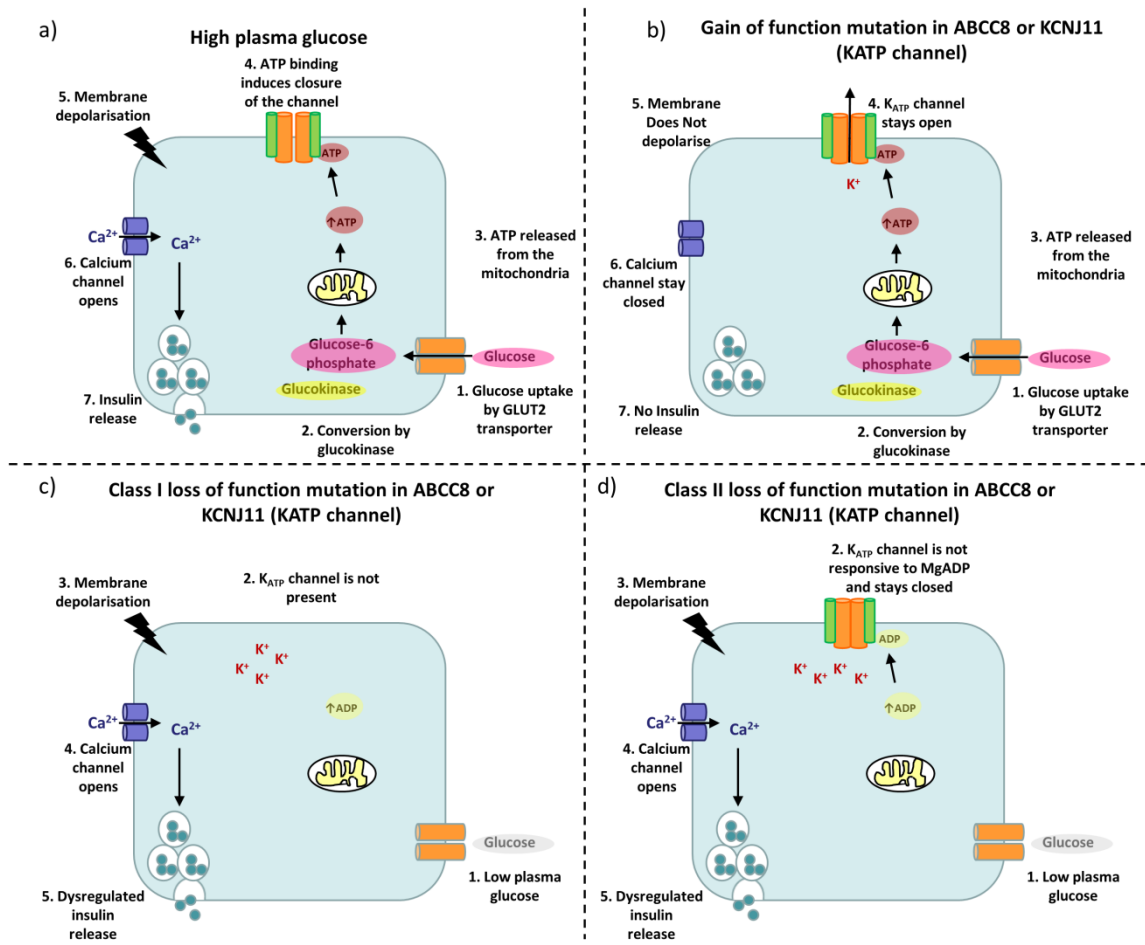 a)
High plasma glucose
4. ATP binding
induces closure
of the channel
5. Membrane
depolarisation
ATP
↑ATP
3. ATP released
from the
mitochondria
Ca²⁺
Ca²⁺
6. Calcium
channel
opens
Glucose-6
phosphate
Glucose
Glucokinase
1. Glucose uptake
by GLUT2
transporter
7. Insulin
release
2. Conversion by
glucokinase
b)
Gain of function mutation in ABCC8 or KCNJ11
(KATP channel)
5. Membrane
Does Not
depolarise
4. K_ATP channel
stays open
ATP
K⁺
↑ATP
3. ATP released
from the
mitochondria
6. Calcium
channel stay
closed
Glucose-6
phosphate
Glucose
Glucokinase
1. Glucose uptake
by GLUT2
transporter
7. No Insulin
release
2. Conversion by
glucokinase
c)
Class I loss of function mutation in ABCC8 or
KCNJ11 (KATP channel)
3. Membrane
depolarisation
2. K_ATP channel is not
present
K⁺
K⁺
K⁺
K⁺
↑ADP
Ca²⁺
Ca²⁺
4. Calcium
channel
opens
Glucose
1. Low plasma
glucose
5. Dysregulated
insulin
release
d)
Class II loss of function mutation in ABCC8 or
KCNJ11 (KATP channel)
2. K_ATP channel is not
responsive to MgADP
and stays closed
3. Membrane
depolarisation
ADP
K⁺
K⁺
K⁺
K⁺
↑ADP
Ca²⁺
Ca²⁺
4. Calcium
channel
opens
Glucose
1. Low plasma
glucose
5. Dysregulated
insulin
release